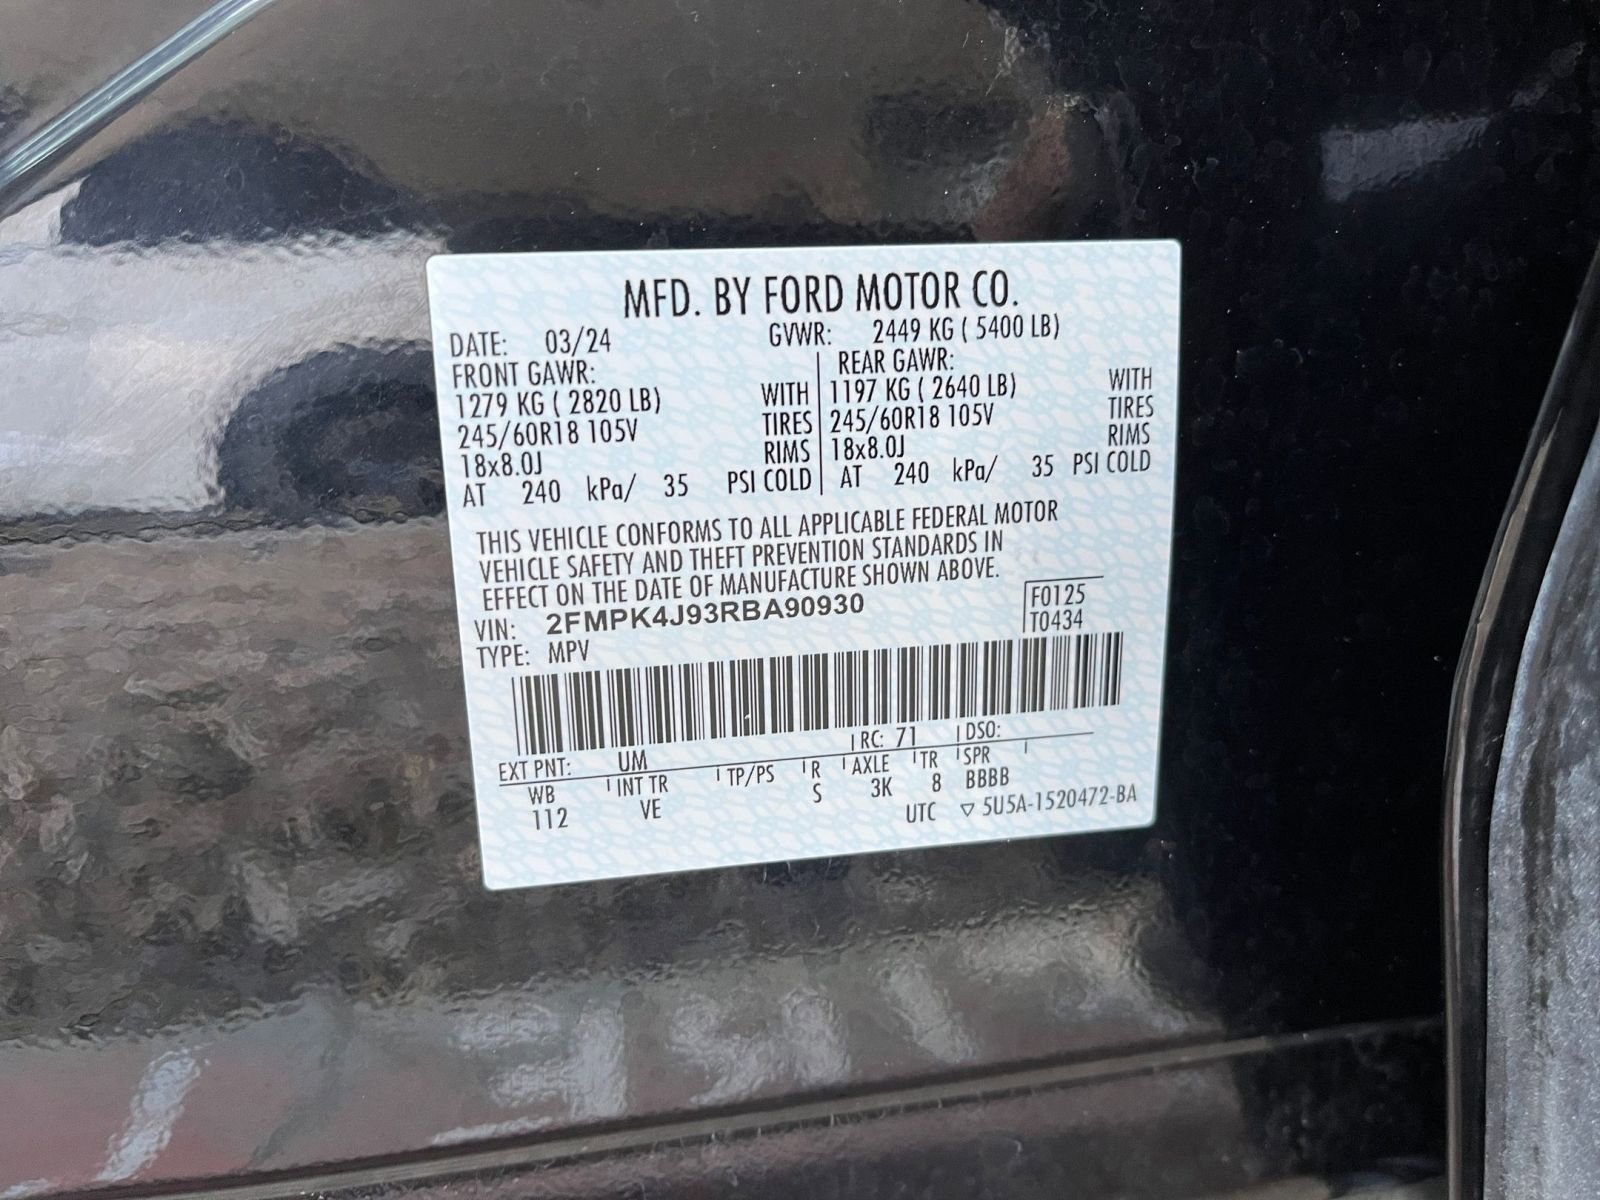 MFD. BY FORD MOTOR CO.
DATE: 03/24 GVWR: 2449 KG ( 5400 LB)
FRONT GAWR: REAR GAWR:
1279 KG ( 2820 LB) WITH 1197 KG ( 2640 LB) WITH
245/60R18 105V TIRES 245/60R18 105V TIRES
18x8.0J RIMS 18x8.0J RIMS
AT 240 kPa/ 35 PSI COLD AT 240 kPa/ 35 PSI COLD
THIS VEHICLE CONFORMS TO ALL APPLICABLE FEDERAL MOTOR
VEHICLE SAFETY AND THEFT PREVENTION STANDARDS IN
EFFECT ON THE DATE OF MANUFACTURE SHOWN ABOVE.
VIN: 2FMPK4J93RBA90930 F0125
TYPE: MPV T0434
EXT PNT: UM RC: 71 DSO:
WB INT TR TP/PS R AXLE TR SPR
112 VE S 3K 8 BBBB
UTC ▽ 5U5A-1520472-BA